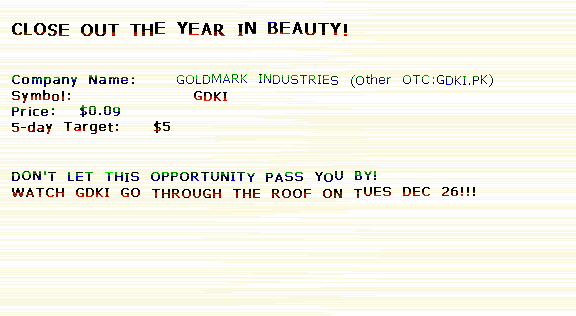 CLOSE OUT THE YEAR IN BEAUTY!
Company Name: GOLDMARK INDUSTRIES (Other OTC:GDKI.PK)
Symbol: GDKI
Price: $0.09
5-day Target: $5
DON'T LET THIS OPPORTUNITY PASS YOU BY!
WATCH GDKI GO THROUGH THE ROOF ON TUES DEC 26!!!